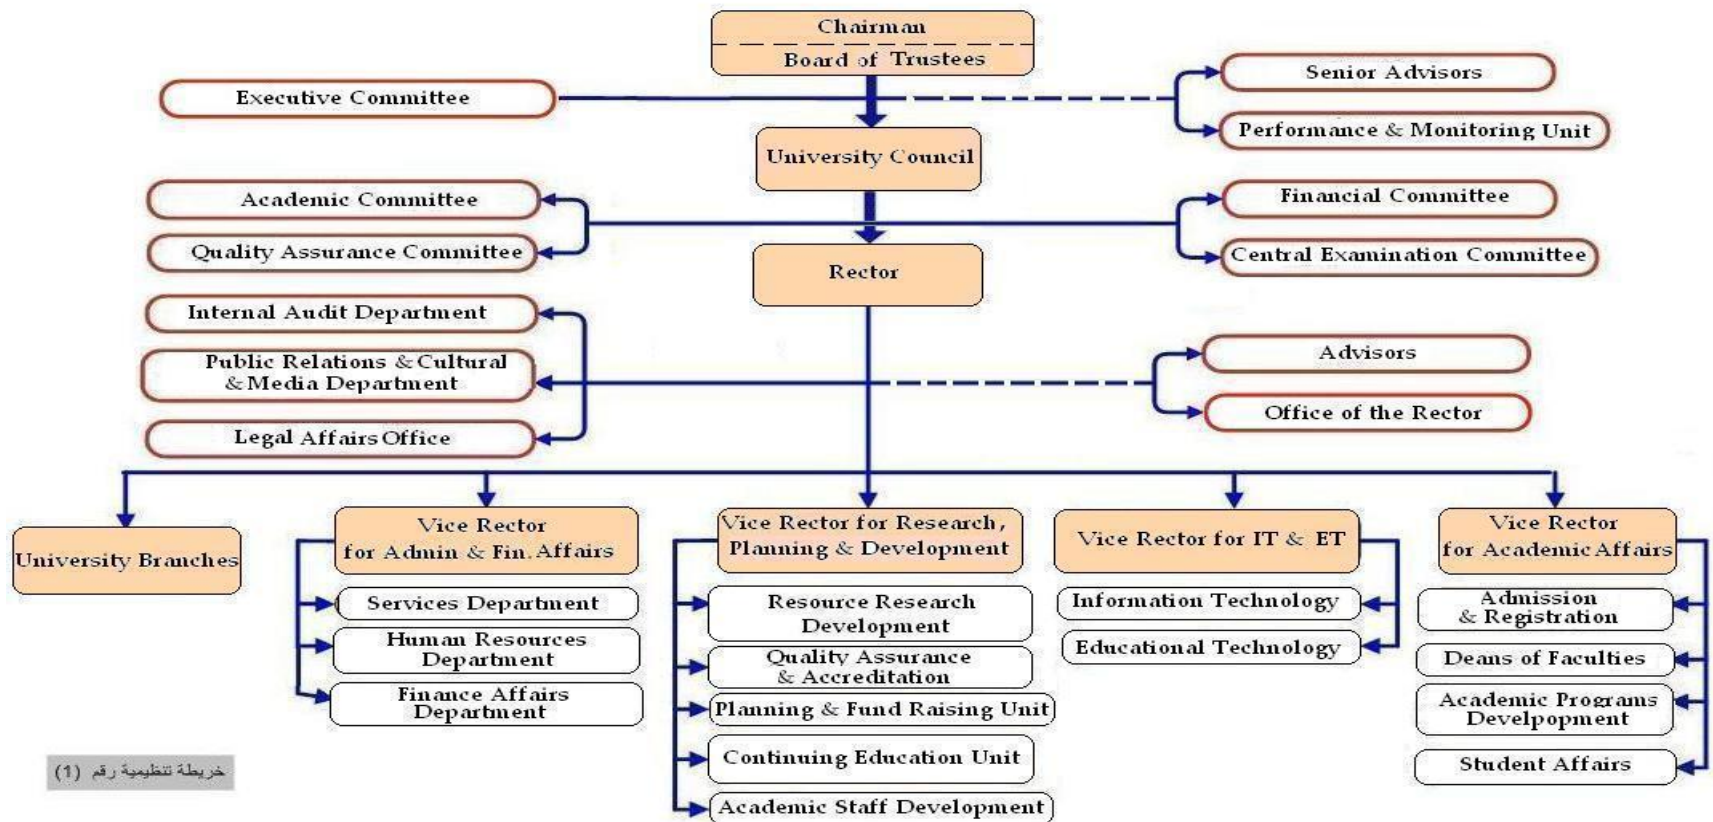 Chairman
Board of Trustees
Executive Committee
Senior Advisors
Performance & Monitoring Unit
University Council
Academic Committee
Quality Assurance Committee
Financial Committee
Central Examination Committee
Rector
Internal Audit Department
Public Relations & Cultural
& Media Department
Legal Affairs Office
Advisors
Office of the Rector
University Branches
Vice Rector
for Admin & Fin. Affairs
Services Department
Human Resources
Department
Finance Affairs
Department
Vice Rector for Research,
Planning & Development
Resource Research
Development
Quality Assurance
& Accreditation
Planning & Fund Raising Unit
Continuing Education Unit
Academic Staff Development
Vice Rector for IT & ET
Information Technology
Educational Technology
Vice Rector
for Academic Affairs
Admission
& Registration
Deans of Faculties
Academic Programs
Develpopment
Student Affairs
خريطة تنظيمية رقم (1)